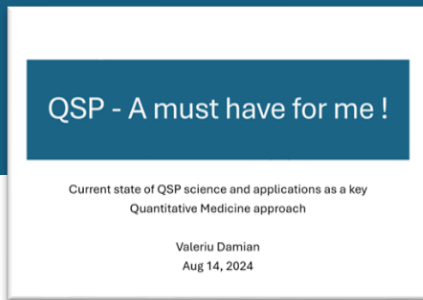 QSP - A must have for me !
Current state of QSP science and applications as a key
Quantitative Medicine approach
Valeriu Damian
Aug 14, 2024